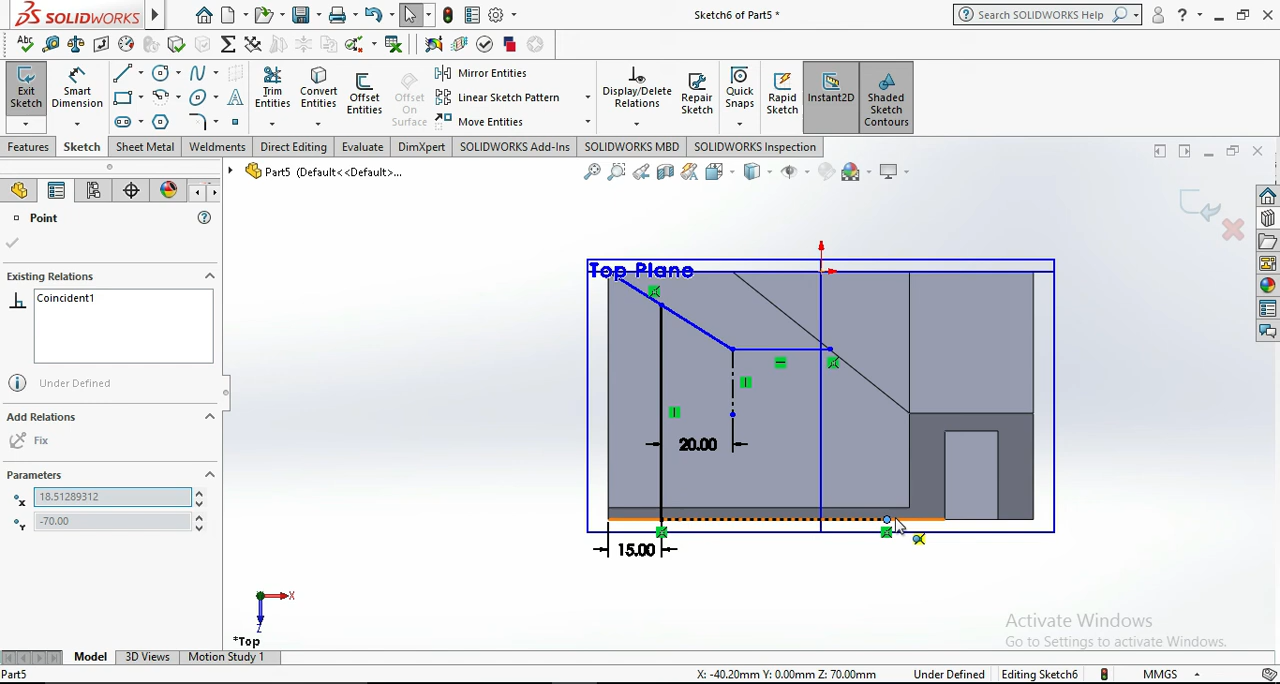 SOLIDWORKS
Sketch6 of Part5 *
Search SOLIDWORKS Help
?
Exit
Sketch
Smart
Dimension
Trim
Entities
Convert
Entities
Offset
Entities
Offset
On
Surface
Mirror Entities
Linear Sketch Pattern
Move Entities
Display/Delete
Relations
Repair
Sketch
Quick
Snaps
Rapid
Sketch
Instant2D
Shaded
Sketch
Contours
Features
Sketch
Sheet Metal
Weldments
Direct Editing
Evaluate
DimXpert
SOLIDWORKS Add-Ins
SOLIDWORKS MBD
SOLIDWORKS Inspection
Part5 (Default<<Default>...
Point
Existing Relations
Coincident1
Under Defined
Add Relations
Fix
Parameters
18.51289312
-70.00
Top Plane
20.00
15.00
X
Z
*Top
Activate Windows
Go to Settings to activate Windows.
Model
3D Views
Motion Study 1
Part5
X: -40.20mm Y: 0.00mm Z: 70.00mm
Under Defined
Editing Sketch6
MMGS